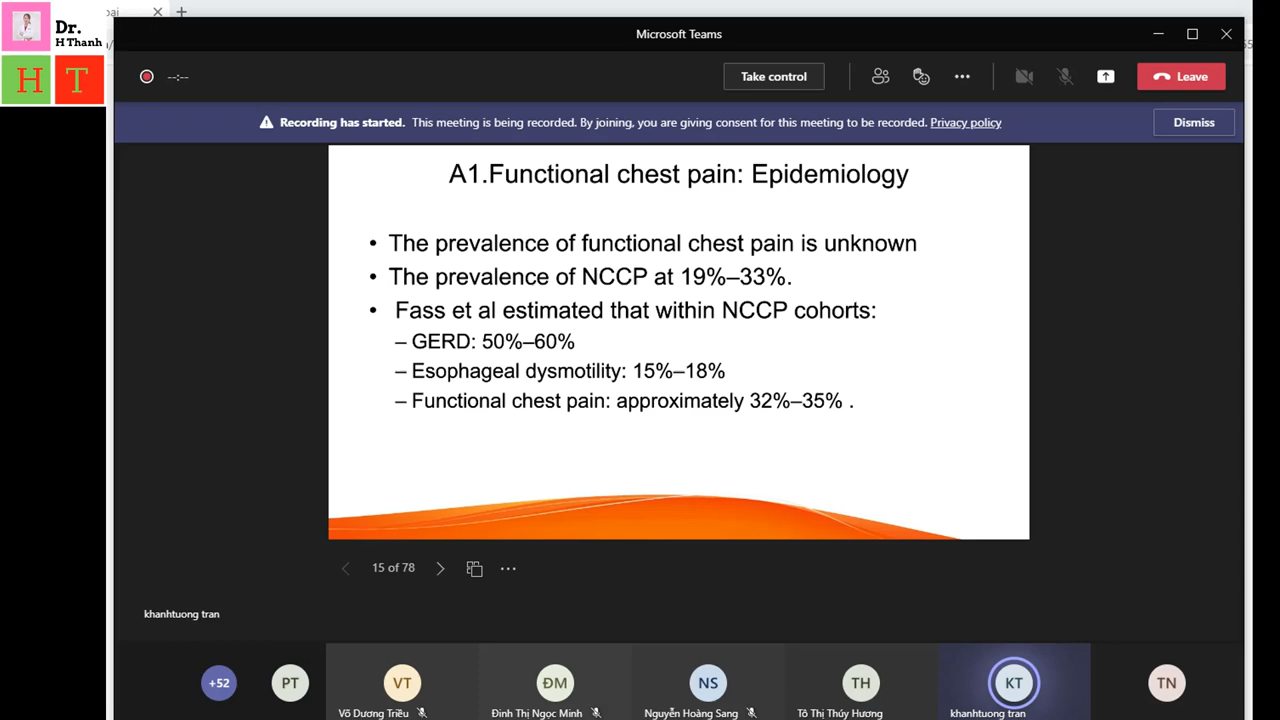 Dr.
H Thanh
H T
Microsoft Teams
--:--
Take control
Leave
Recording has started. This meeting is being recorded. By joining, you are giving consent for this meeting to be recorded. Privacy policy
Dismiss
A1.Functional chest pain: Epidemiology
• The prevalence of functional chest pain is unknown
• The prevalence of NCCP at 19%–33%.
• Fass et al estimated that within NCCP cohorts:
– GERD: 50%–60%
– Esophageal dysmotility: 15%–18%
– Functional chest pain: approximately 32%–35% .
15 of 78
khanhtuong tran
+52
PT
VT
ĐM
NS
TH
KT
TN
Võ Dương Triều
Đinh Thị Ngọc Minh
Nguyễn Hoàng Sang
Tô Thị Thúy Hương
khanhtuong tran